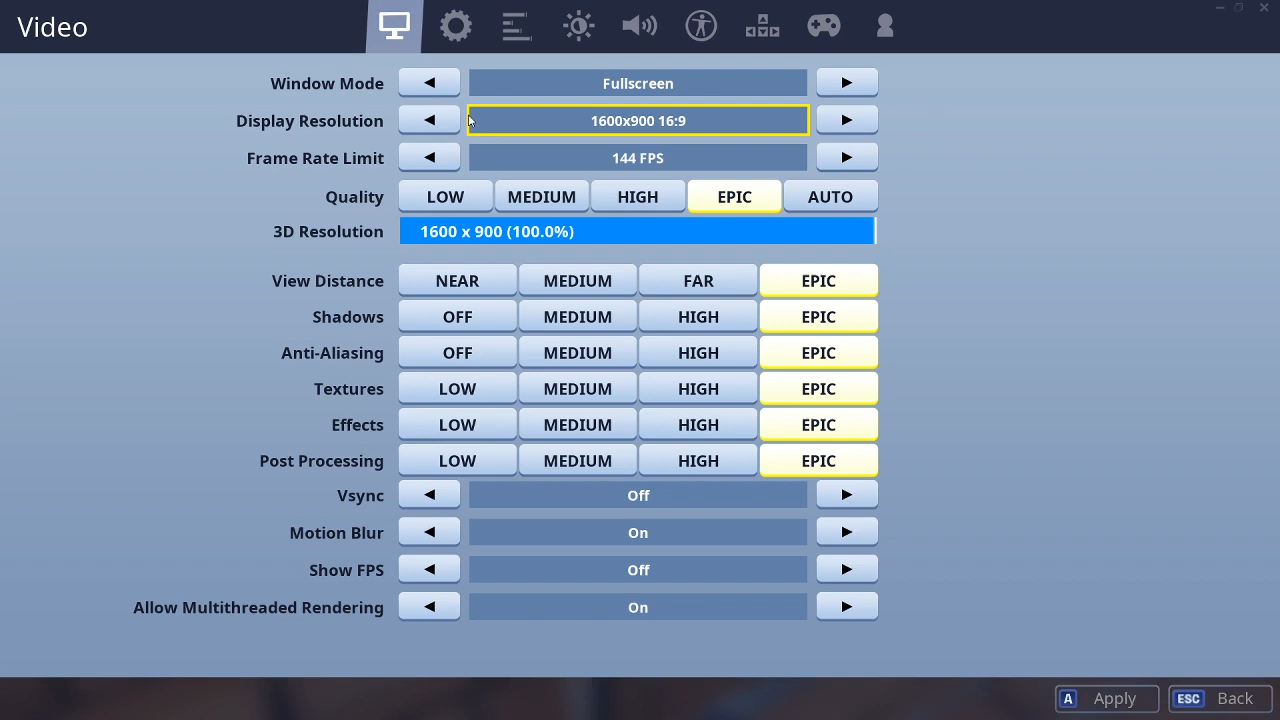 Video
Window Mode Fullscreen
Display Resolution 1600x900 16:9
Frame Rate Limit 144 FPS
Quality LOW MEDIUM HIGH EPIC AUTO
3D Resolution 1600 x 900 (100.0%)
View Distance NEAR MEDIUM FAR EPIC
Shadows OFF MEDIUM HIGH EPIC
Anti-Aliasing OFF MEDIUM HIGH EPIC
Textures LOW MEDIUM HIGH EPIC
Effects LOW MEDIUM HIGH EPIC
Post Processing LOW MEDIUM HIGH EPIC
Vsync Off
Motion Blur On
Show FPS Off
Allow Multithreaded Rendering On
A Apply ESC Back